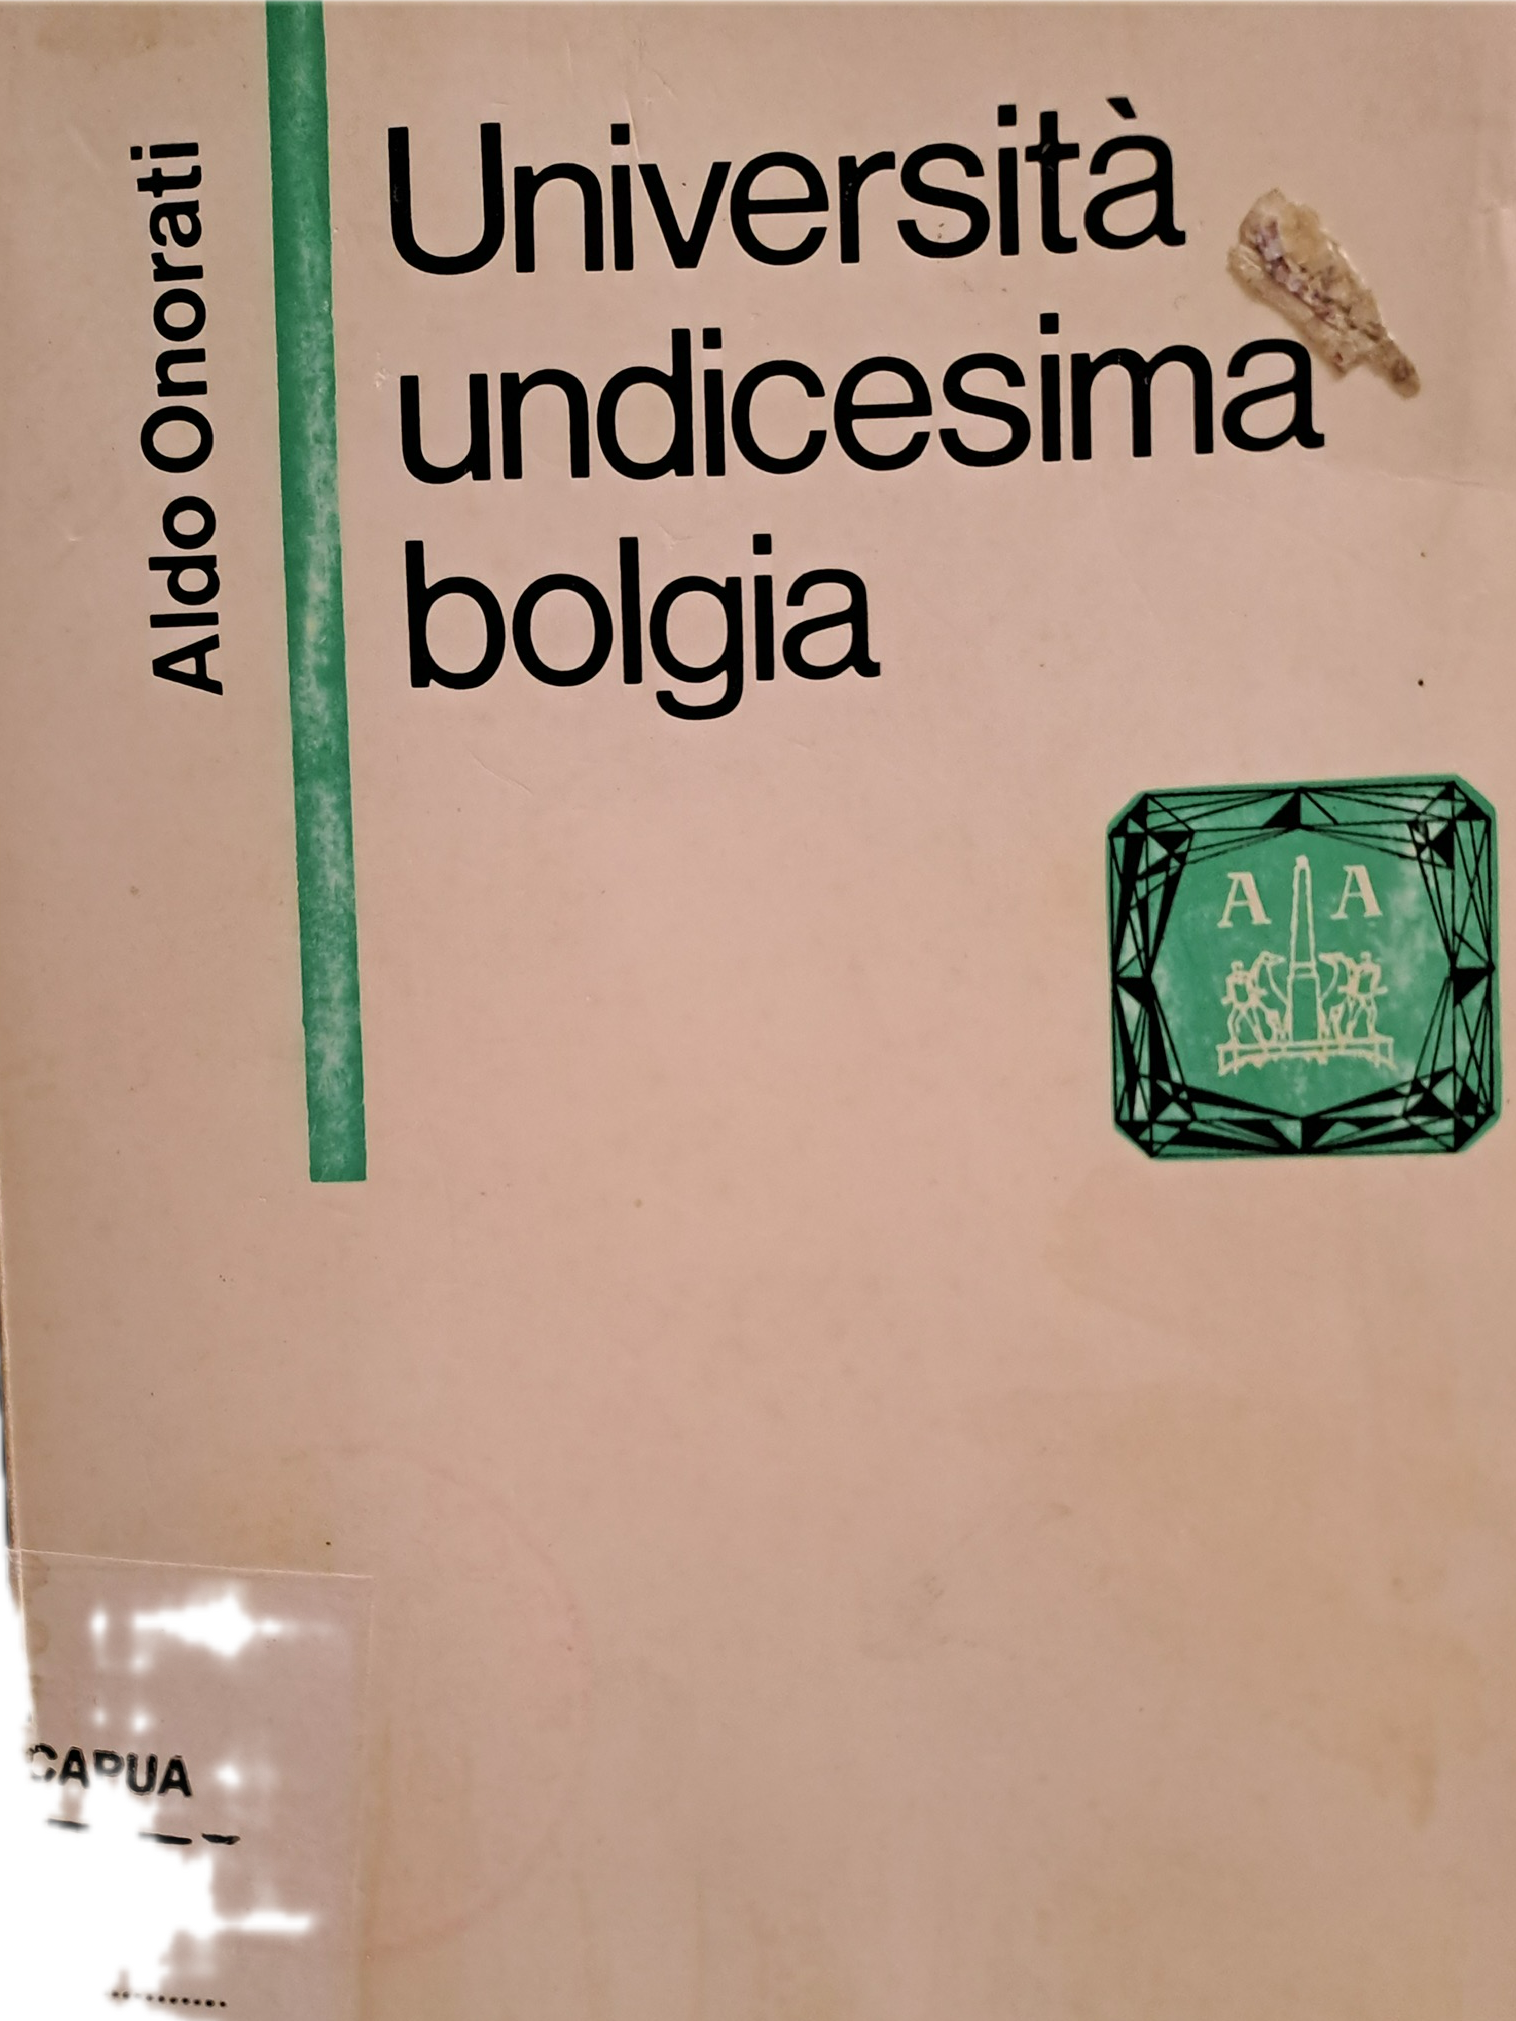 Aldo Onorati
Università
undicesima
bolgia
A A
CAPUA